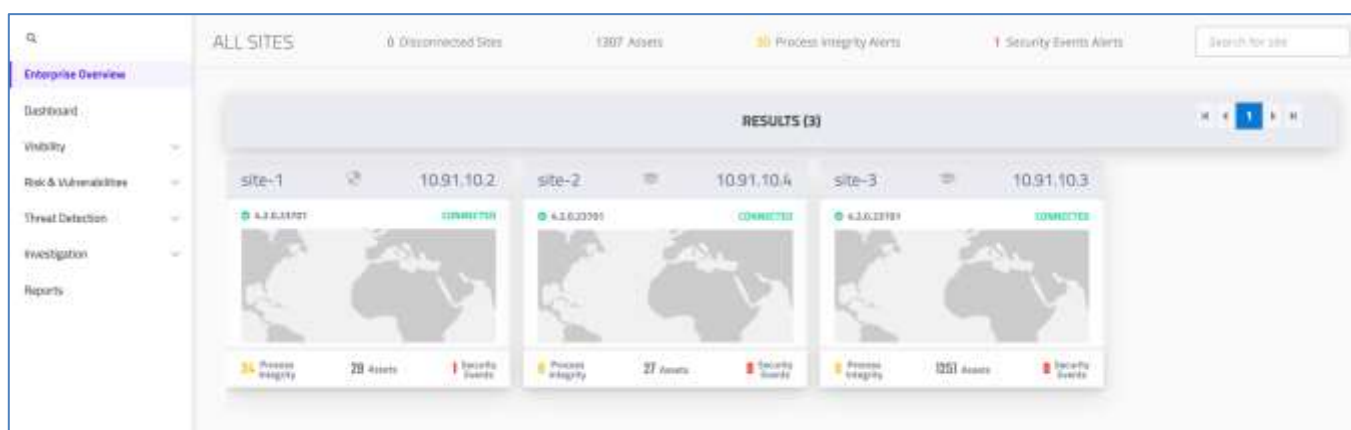 ALL SITES
0 Disconnected Sites
1307 Assets
Process Integrity Alerts
1 Security Events Alerts
Search for site
Enterprise Overview
Dashboard
Visibility
Risk & Vulnerabilities
Threat Detection
Investigation
Reports
RESULTS (3)
1
site-1 10.91.10.2
CONNECTED
Process
Integrity
Assets
1 Security
Events
site-2 10.91.10.4
CONNECTED
Process
Integrity
27 Assets
Security
Events
site-3 10.91.10.3
CONNECTED
Process
Integrity
1251 Assets
Security
Events